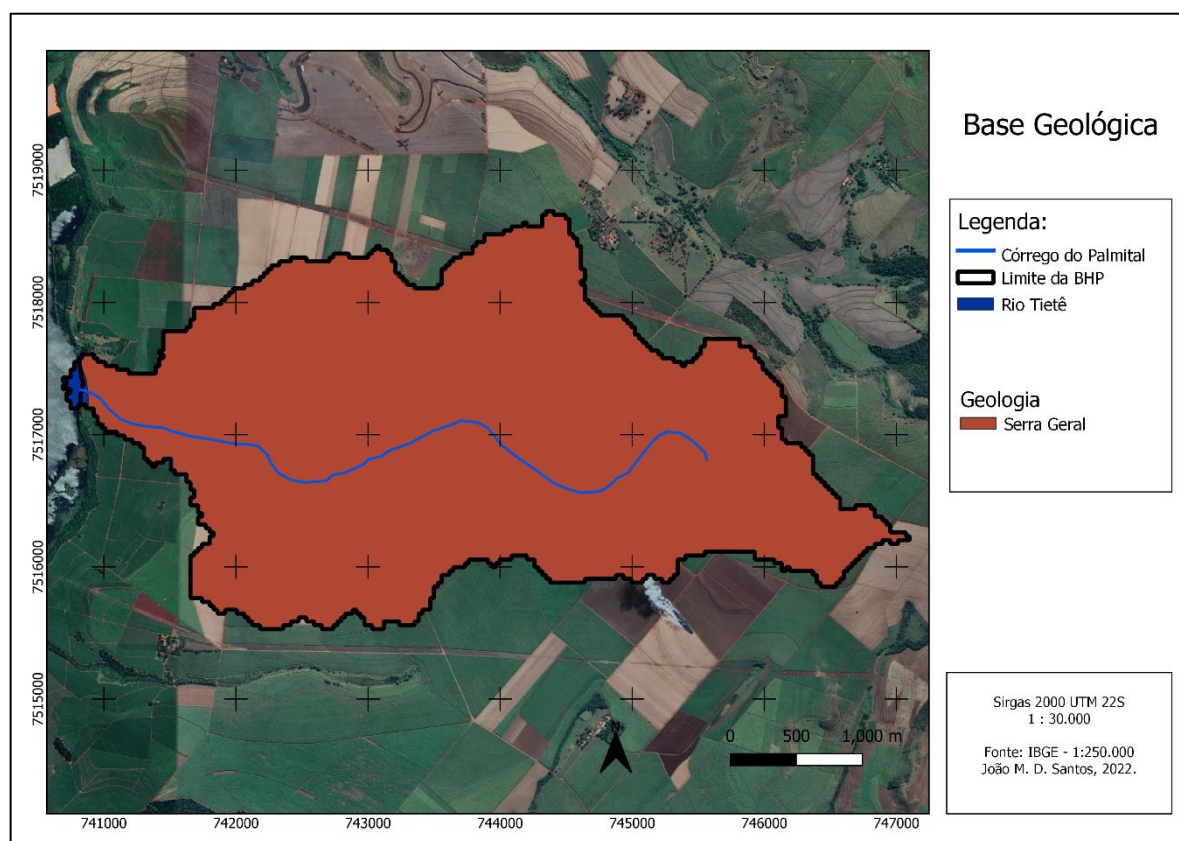 Base Geológica
Legenda:
Córrego do Palmital
Limite da BHP
Rio Tietê
Geologia
Serra Geral
Sirgas 2000 UTM 22S
1 : 30.000
Fonte: IBGE - 1:250.000
João M. D. Santos, 2022.
7519000
7518000
7517000
7516000
7515000
N
0 500 1.000 m
741000 742000 743000 744000 745000 746000 747000